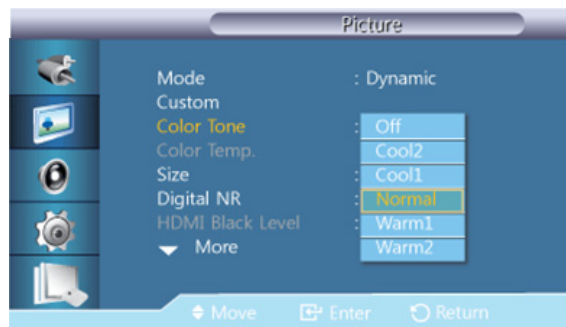 Picture
Mode : Dynamic
Custom
Color Tone : Off
Color Temp. Cool2
Size : Cool1
Digital NR : Normal
HDMI Black Level : Warm1
More Warm2
Move Enter Return